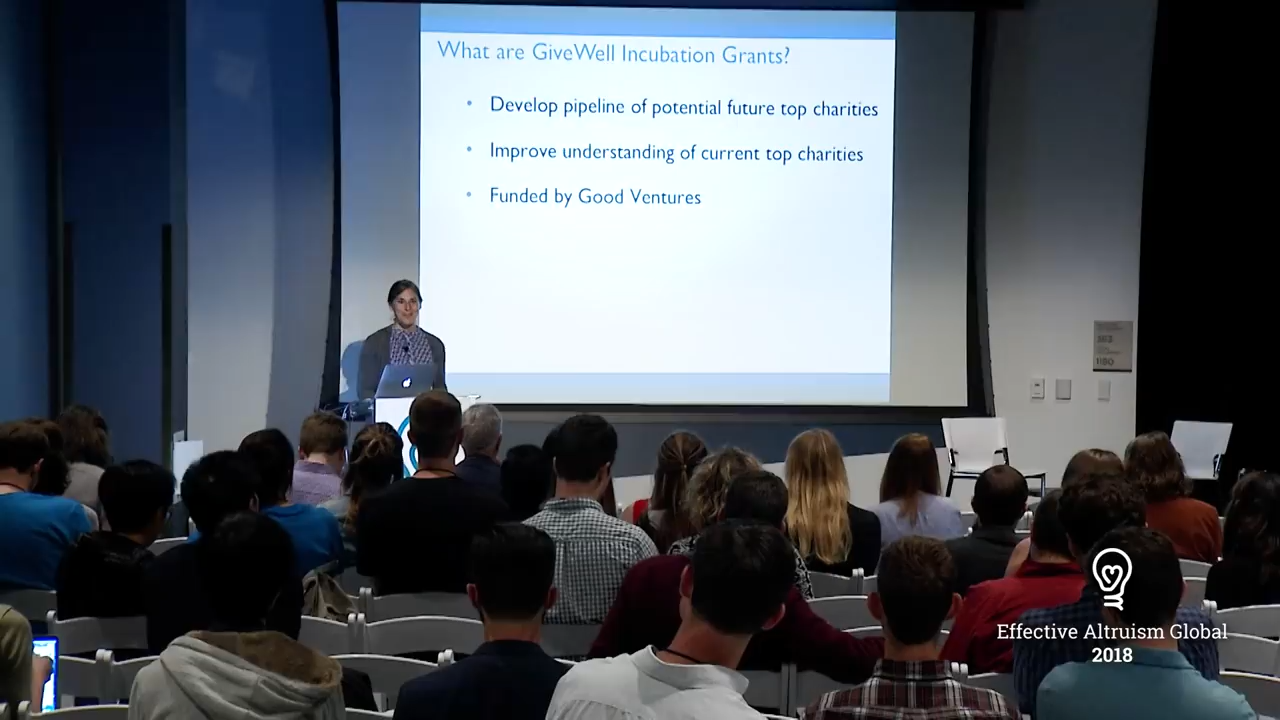 What are GiveWell Incubation Grants?
• Develop pipeline of potential future top charities
• Improve understanding of current top charities
• Funded by Good Ventures
Effective Altruism Global
2018